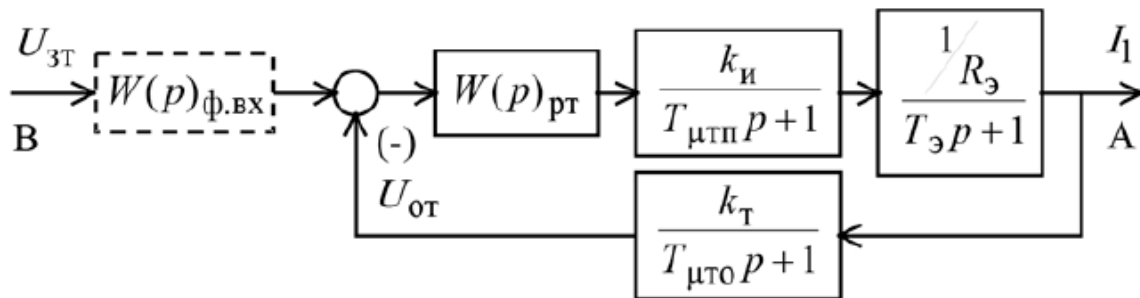 U_зт
В
W(p)_ф.вх
(-)
U_от
W(p)_рт
k_и
T_μтп p + 1
1/R_э
T_э p + 1
I_1
А
k_т
T_μто p + 1